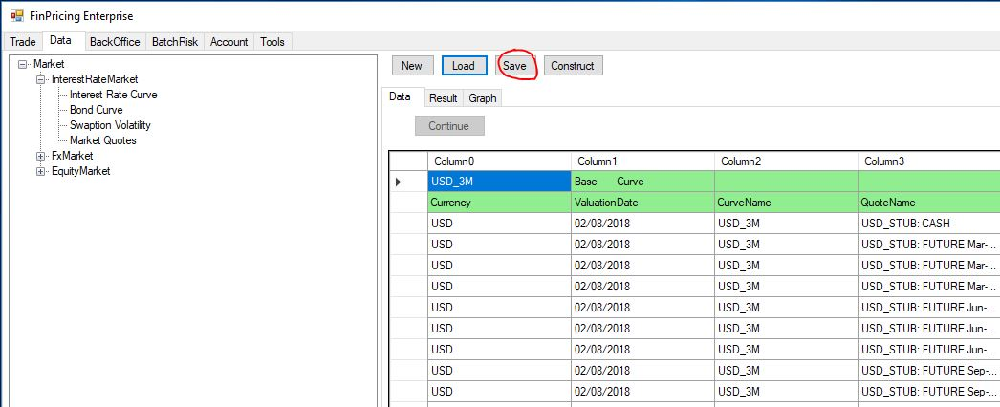 FinPricing Enterprise
Trade Data BackOffice BatchRisk Account Tools
Market
InterestRateMarket
Interest Rate Curve
Bond Curve
Swaption Volatility
Market Quotes
FxMarket
EquityMarket
New Load Save Construct
Data Result Graph
Continue
Column0 Column1 Column2 Column3
USD_3M Base Curve
Currency ValuationDate CurveName QuoteName
USD 02/08/2018 USD_3M USD_STUB: CASH
USD 02/08/2018 USD_3M USD_STUB: FUTURE Mar-...
USD 02/08/2018 USD_3M USD_STUB: FUTURE Mar-...
USD 02/08/2018 USD_3M USD_STUB: FUTURE Mar-...
USD 02/08/2018 USD_3M USD_STUB: FUTURE Jun-...
USD 02/08/2018 USD_3M USD_STUB: FUTURE Jun-...
USD 02/08/2018 USD_3M USD_STUB: FUTURE Jun-...
USD 02/08/2018 USD_3M USD_STUB: FUTURE Sep-...
USD 02/08/2018 USD_3M USD_STUB: FUTURE Sep-...